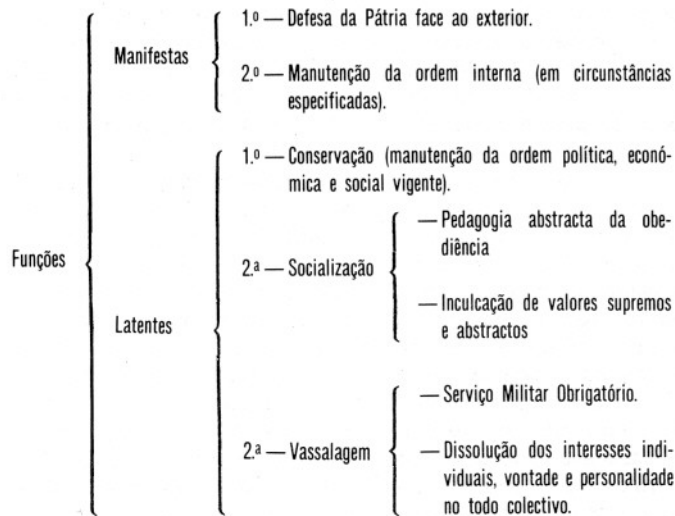 1.º — Defesa da Pátria face ao exterior.
Manifestas
2.º — Manutenção da ordem interna (em circunstâncias
especificadas).
1.º — Conservação (manutenção da ordem política, econó-
mica e social vigente).
— Pedagogia abstracta da obe-
diência
Funções
2.ª — Socialização
— Inculcação de valores supremos
e abstractos
Latentes
— Serviço Militar Obrigatório.
2.ª — Vassalagem
— Dissolução dos interesses indi-
viduais, vontade e personalidade
no todo colectivo.